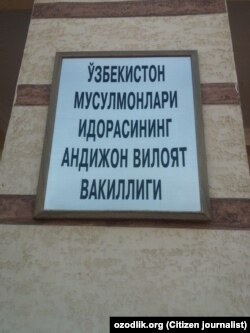 ЎЗБЕКИСТОН
МУСУЛМОНЛАРИ
ИДОРАСИНИНГ
АНДИЖОН ВИЛОЯТ
ВАКИЛЛИГИ
ozodlik.org (Citizen journalist)